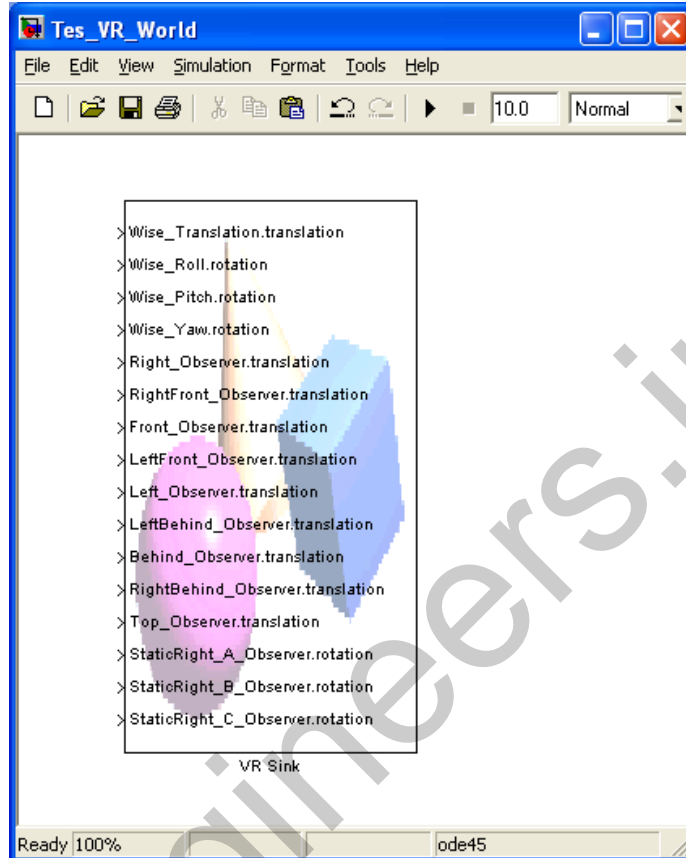 Tes_VR_World
File Edit View Simulation Format Tools Help
10.0 Normal
Wise_Translation.translation
Wise_Roll.rotation
Wise_Pitch.rotation
Wise_Yaw.rotation
Right_Observer.translation
RightFront_Observer.translation
Front_Observer.translation
LeftFront_Observer.translation
Left_Observer.translation
LeftBehind_Observer.translation
Behind_Observer.translation
RightBehind_Observer.translation
Top_Observer.translation
StaticRight_A_Observer.rotation
StaticRight_B_Observer.rotation
StaticRight_C_Observer.rotation
VR Sink
Ready 100% ode45